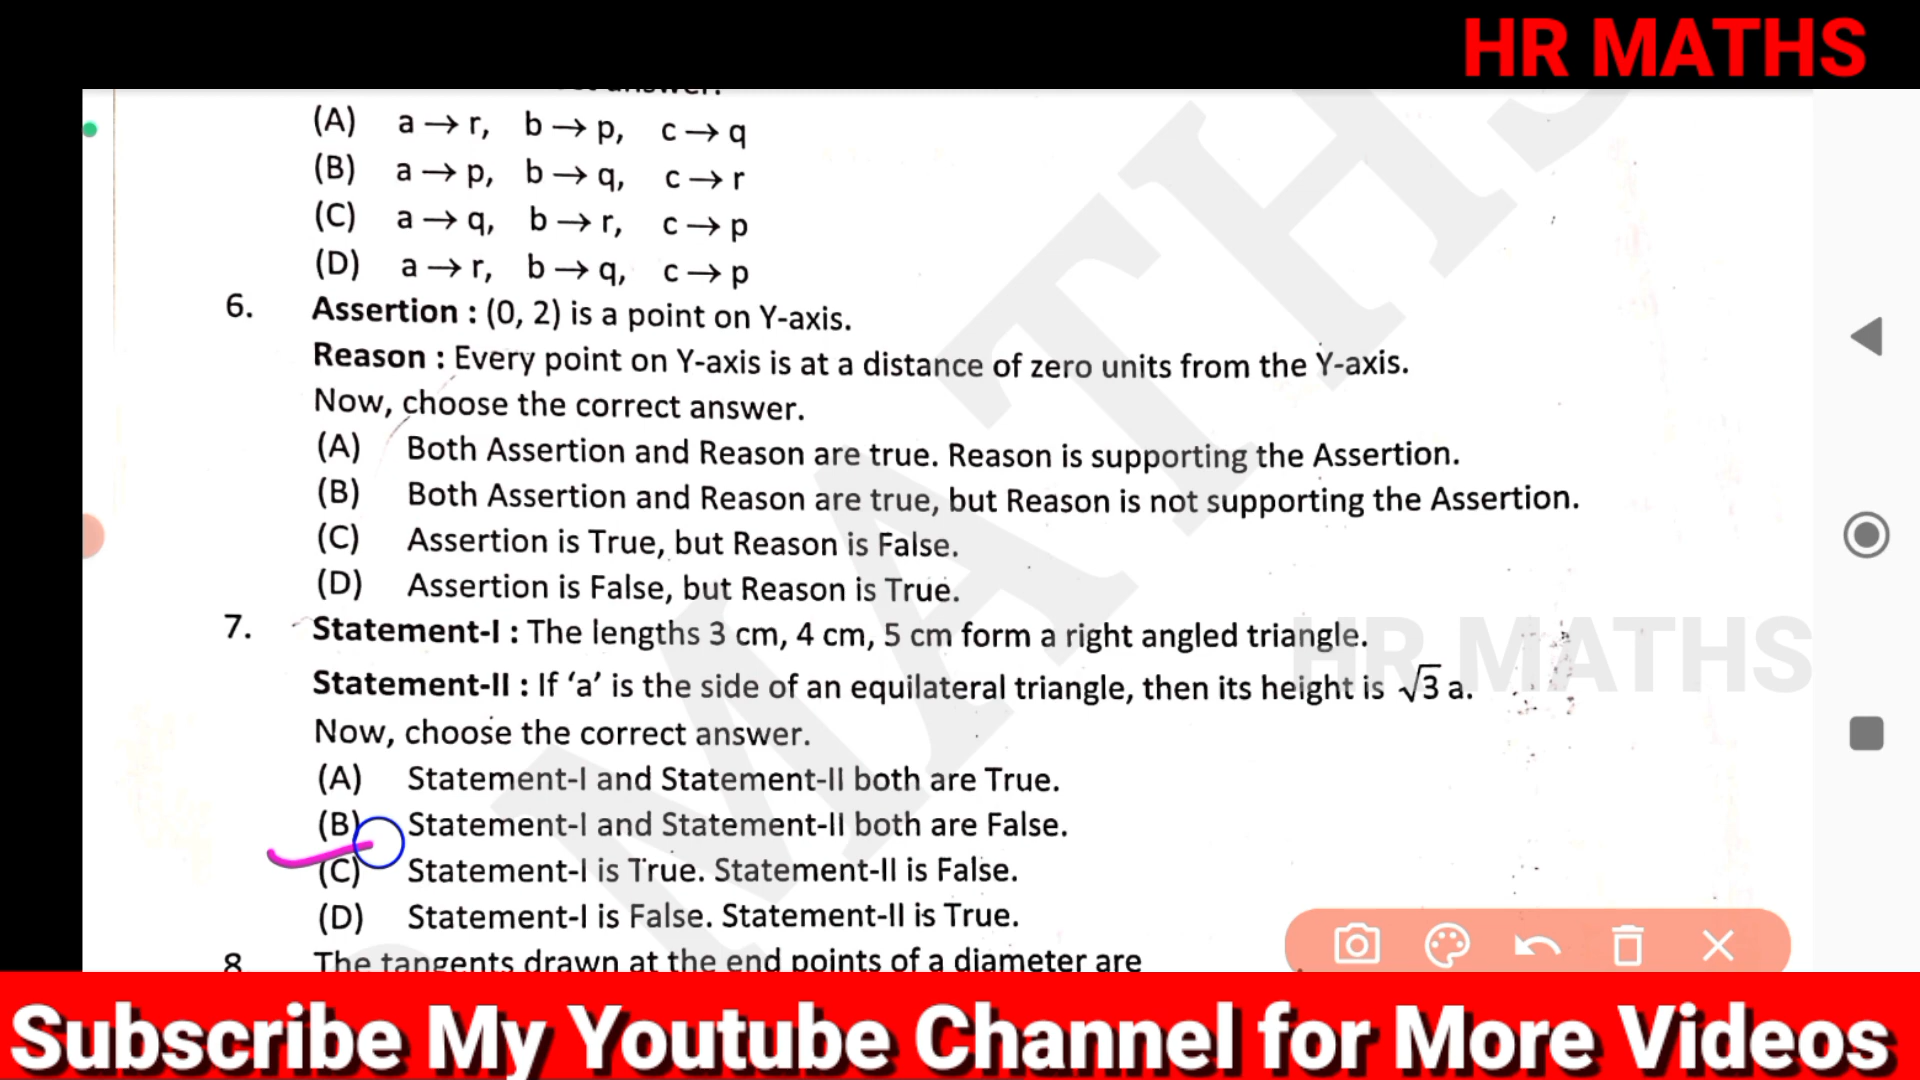 HR MATHS
answer.
(A) a → r, b → p, c → q
(B) a → p, b → q, c → r
(C) a → q, b → r, c → p
(D) a → r, b → q, c → p
6. Assertion : (0, 2) is a point on Y-axis.
Reason : Every point on Y-axis is at a distance of zero units from the Y-axis.
Now, choose the correct answer.
(A) Both Assertion and Reason are true. Reason is supporting the Assertion.
(B) Both Assertion and Reason are true, but Reason is not supporting the Assertion.
(C) Assertion is True, but Reason is False.
(D) Assertion is False, but Reason is True.
7. Statement-I : The lengths 3 cm, 4 cm, 5 cm form a right angled triangle.
HR MATHS
Statement-II : If ‘a’ is the side of an equilateral triangle, then its height is √3 a.
Now, choose the correct answer.
(A) Statement-I and Statement-II both are True.
(B) Statement-I and Statement-II both are False.
(C) Statement-I is True. Statement-II is False.
(D) Statement-I is False. Statement-II is True.
8 The tangents drawn at the end points of a diameter are
Subscribe My Youtube Channel for More Videos